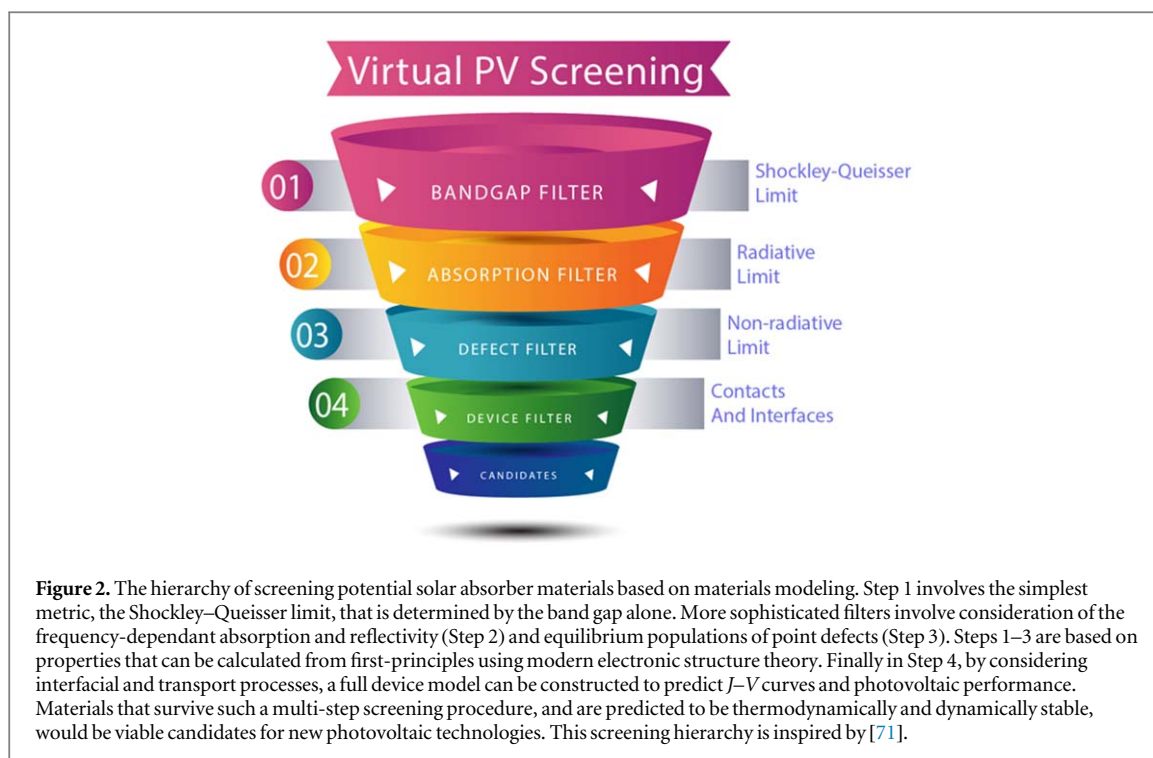 Virtual PV Screening
01
BANDGAP FILTER
Shockley-Queisser
Limit
02
ABSORPTION FILTER
Radiative
Limit
03
DEFECT FILTER
Non-radiative
Limit
04
DEVICE FILTER
Contacts
And Interfaces
CANDIDATES
Figure 2. The hierarchy of screening potential solar absorber materials based on materials modeling. Step 1 involves the simplest
metric, the Shockley–Queisser limit, that is determined by the band gap alone. More sophisticated filters involve consideration of the
frequency-dependant absorption and reflectivity (Step 2) and equilibrium populations of point defects (Step 3). Steps 1–3 are based on
properties that can be calculated from first-principles using modern electronic structure theory. Finally in Step 4, by considering
interfacial and transport processes, a full device model can be constructed to predict J–V curves and photovoltaic performance.
Materials that survive such a multi-step screening procedure, and are predicted to be thermodynamically and dynamically stable,
would be viable candidates for new photovoltaic technologies. This screening hierarchy is inspired by [71].